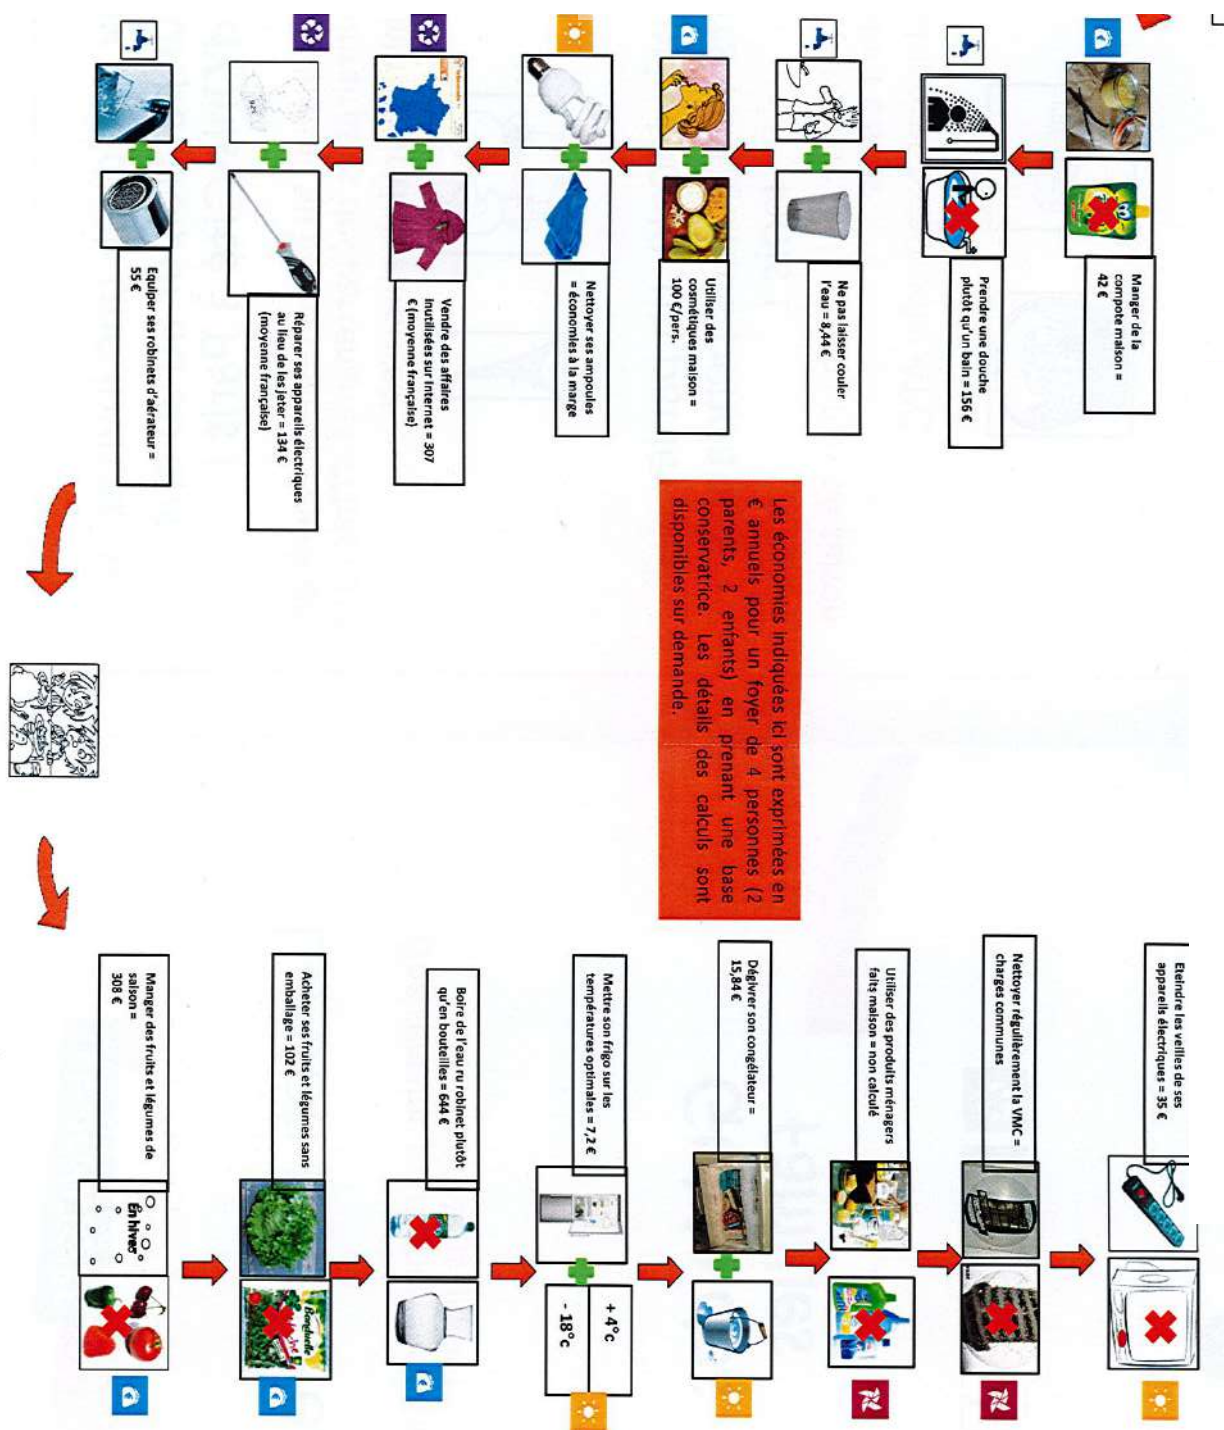 Manger de la
compote maison =
42 €
Prendre une douche
plutôt qu'un bain = 156 €
Ne pas laisser couler
l'eau = 8,44 €
Utiliser des
cosmétiques maison =
100 €/pers.
Nettoyer ses ampoules
= économies à la marge
Vendre des affaires
inutilisées sur Internet = 307
€ (moyenne française)
Réparer ses appareils électriques
au lieu de les jeter = 134 €
(moyenne française)
Equiper ses robinets d'aérateur =
55 €
Les économies indiquées ici sont exprimées en
€ annuels pour un foyer de 4 personnes (2
parents, 2 enfants) en prenant une base
conservatrice. Les détails des calculs sont
disponibles sur demande.
Manger des fruits et légumes de
saison =
308 €
En hiver
Acheter ses fruits et légumes sans
emballage = 102 €
Bonduelle
Boire de l'eau ru robinet plutôt
qu'en bouteilles = 644 €
Mettre son frigo sur les
températures optimales = 7,2 €
+ 4°c
- 18°c
Dégivrer son congélateur =
15,84 €
Utiliser des produits ménagers
faits maison = non calculé
Nettoyer régulièrement la VMC =
charges communes
Eteindre les veilles de ses
appareils électriques = 35 €